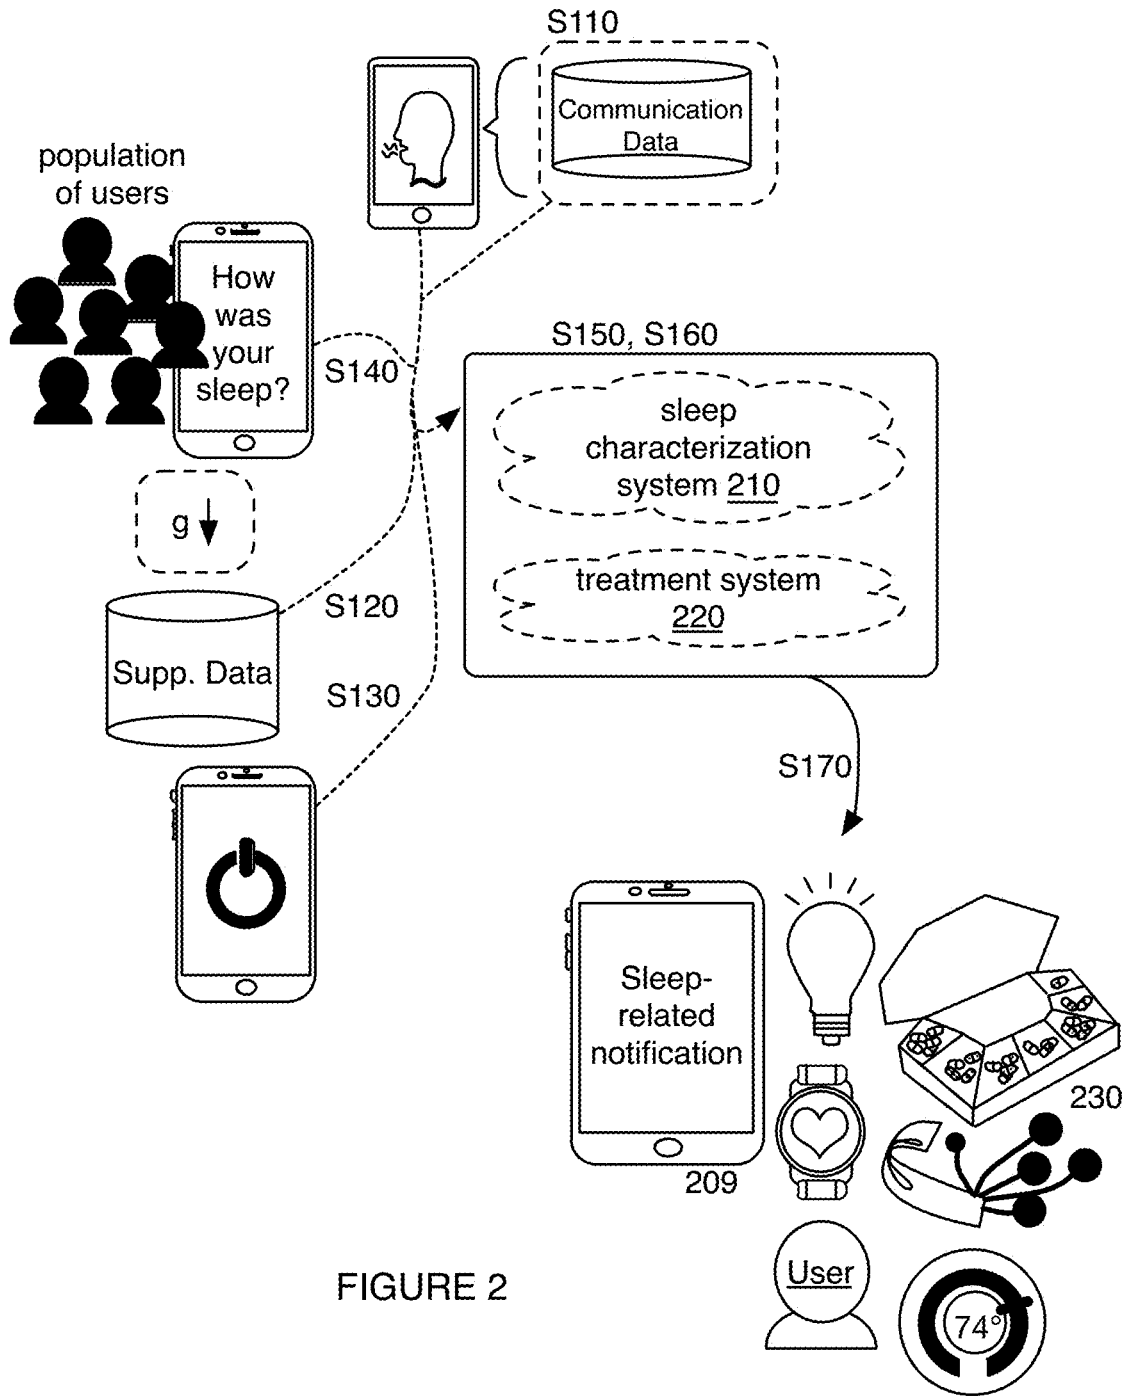 S110
Communication
Data
population
of users
How
was
your
sleep?
S140
S150, S160
sleep
characterization
system 210
g
treatment system
220
S120
Supp. Data
S130
S170
Sleep-
related
notification
230
209
User
FIGURE 2
74°